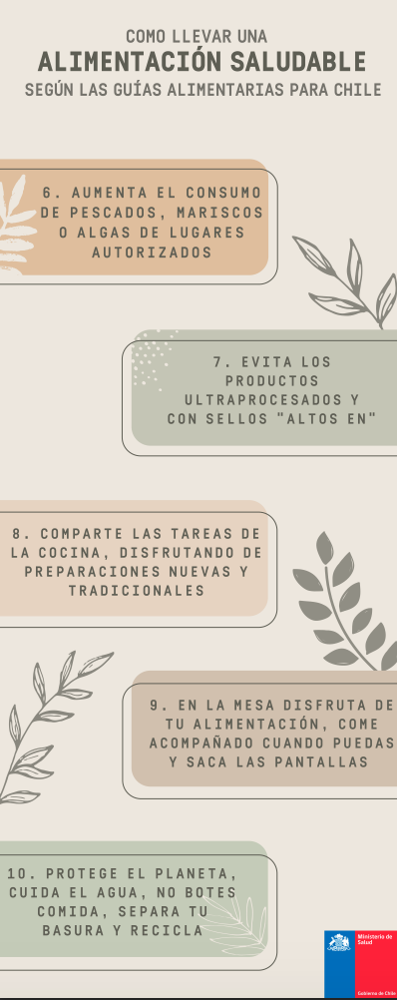 COMO LLEVAR UNA
ALIMENTACIÓN SALUDABLE
SEGÚN LAS GUÍAS ALIMENTARIAS PARA CHILE
6. AUMENTA EL CONSUMO
DE PESCADOS, MARISCOS
O ALGAS DE LUGARES
AUTORIZADOS
7. EVITA LOS
PRODUCTOS
ULTRAPROCESADOS Y
CON SELLOS "ALTOS EN"
8. COMPARTE LAS TAREAS DE
LA COCINA, DISFRUTANDO DE
PREPARACIONES NUEVAS Y
TRADICIONALES
9. EN LA MESA DISFRUTA DE
TU ALIMENTACIÓN, COME
ACOMPAÑADO CUANDO PUEDAS
Y SACA LAS PANTALLAS
10. PROTEGE EL PLANETA,
CUIDA EL AGUA, NO BOTES
COMIDA, SEPARA TU
BASURA Y RECICLA
Ministerio de
Salud
Gobierno de Chile